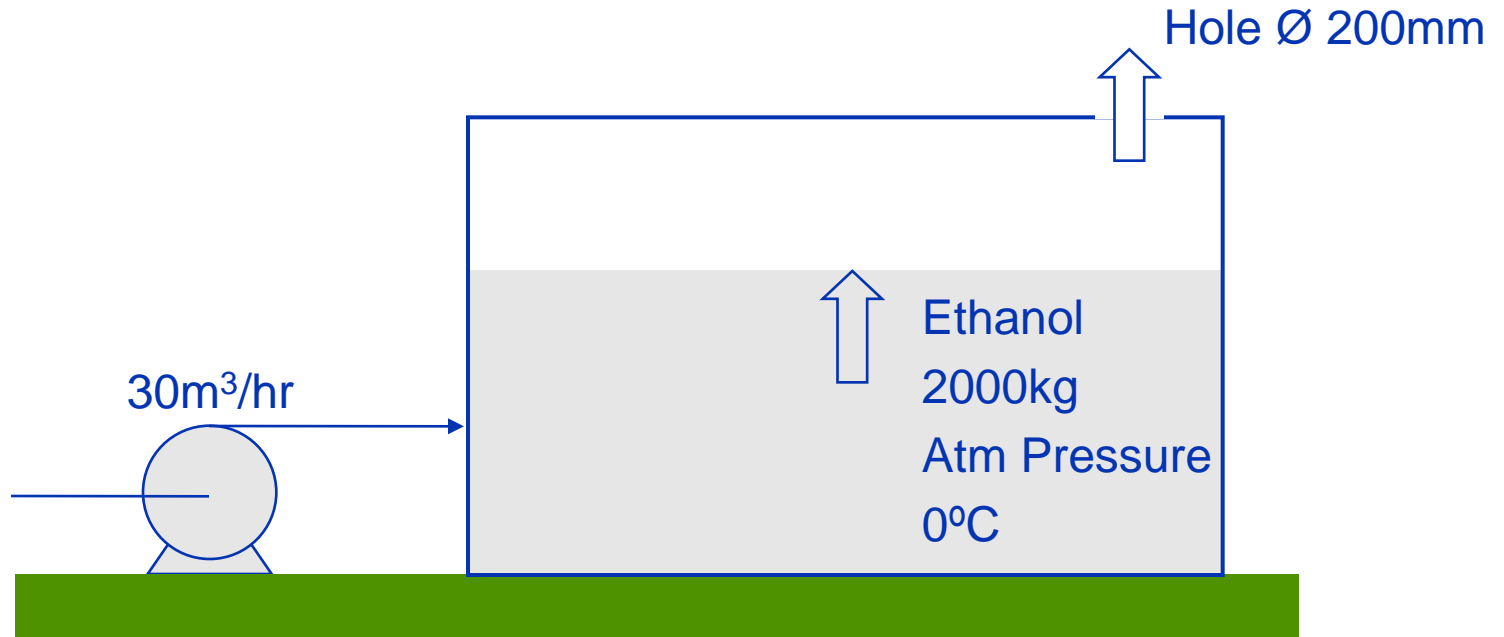 Hole Ø 200mm
30m³/hr
Ethanol
2000kg
Atm Pressure
0ºC